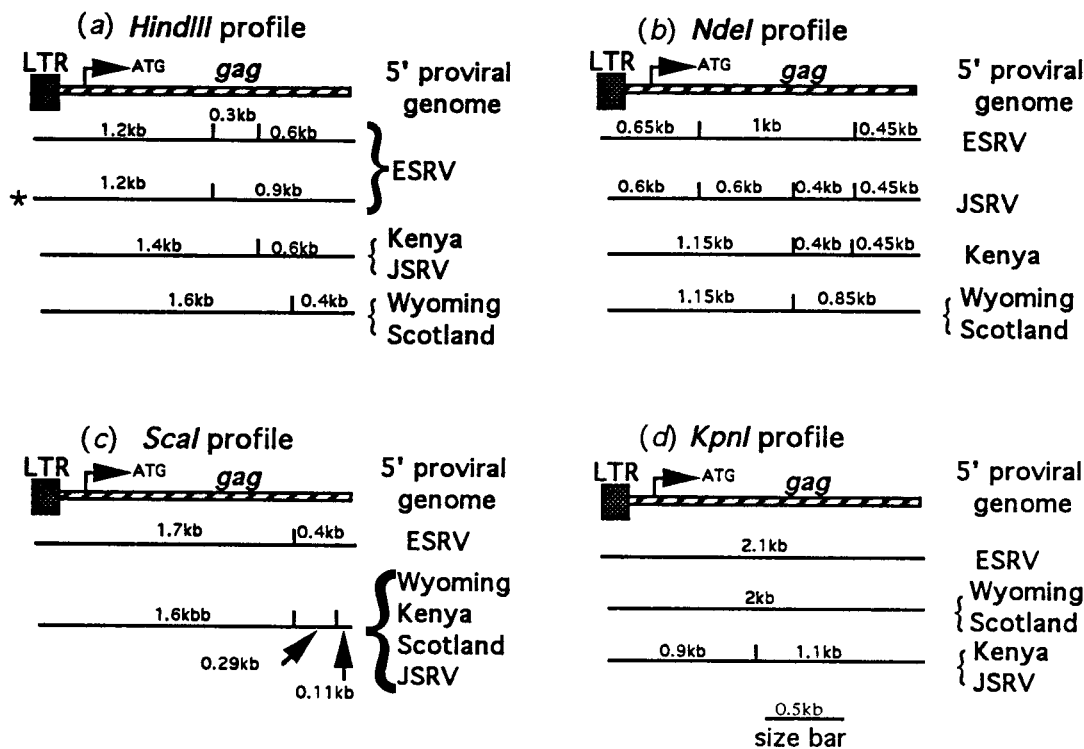 (a) HindIII profile
LTR
ATG
gag
5' proviral
genome
1.2kb
0.3kb
0.6kb
ESRV
*
1.2kb
0.9kb
1.4kb
0.6kb
Kenya
JSRV
1.6kb
0.4kb
Wyoming
Scotland
(b) NdeI profile
LTR
ATG
gag
5' proviral
genome
0.65kb
1kb
0.45kb
ESRV
0.6kb
0.6kb
0.4kb
0.45kb
JSRV
1.15kb
0.4kb
0.45kb
Kenya
1.15kb
0.85kb
Wyoming
Scotland
(c) ScaI profile
LTR
ATG
gag
5' proviral
genome
1.7kb
0.4kb
ESRV
1.6kbb
0.29kb
0.11kb
Wyoming
Kenya
Scotland
JSRV
(d) KpnI profile
LTR
ATG
gag
5' proviral
genome
2.1kb
ESRV
2kb
Wyoming
Scotland
0.9kb
1.1kb
Kenya
JSRV
0.5kb
size bar